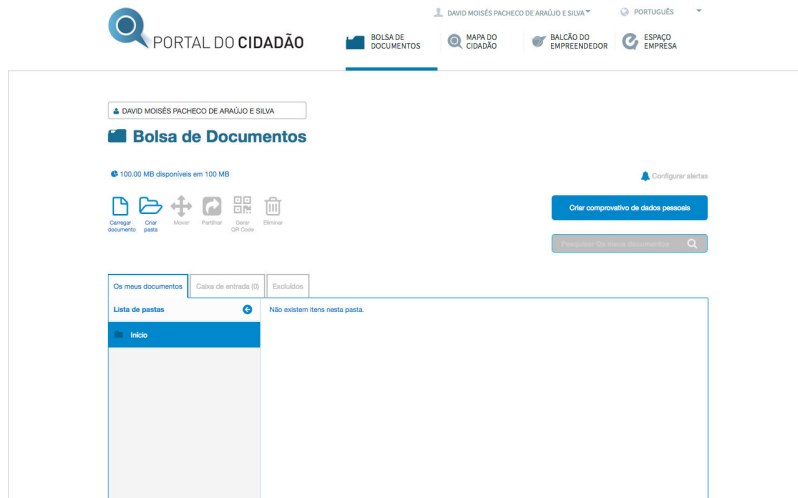 DAVID MOISÉS PACHECO DE ARAÚJO E SILVA
PORTUGUÊS
PORTAL DO CIDADÃO
BOLSA DE
DOCUMENTOS
MAPA DO
CIDADÃO
BALCÃO DO
EMPREENDEDOR
ESPAÇO
EMPRESA
DAVID MOISÉS PACHECO DE ARAÚJO E SILVA
Bolsa de Documentos
100.00 MB disponíveis em 100 MB
Configurar alertas
Carregar
documento
Criar
pasta
Mover
Partilhar
Gerar
QR Code
Eliminar
Criar comprovativo de dados pessoais
Pesquisar Os meus documentos
Os meus documentos
Caixa de entrada (0)
Excluídos
Lista de pastas
Não existem itens nesta pasta.
Início